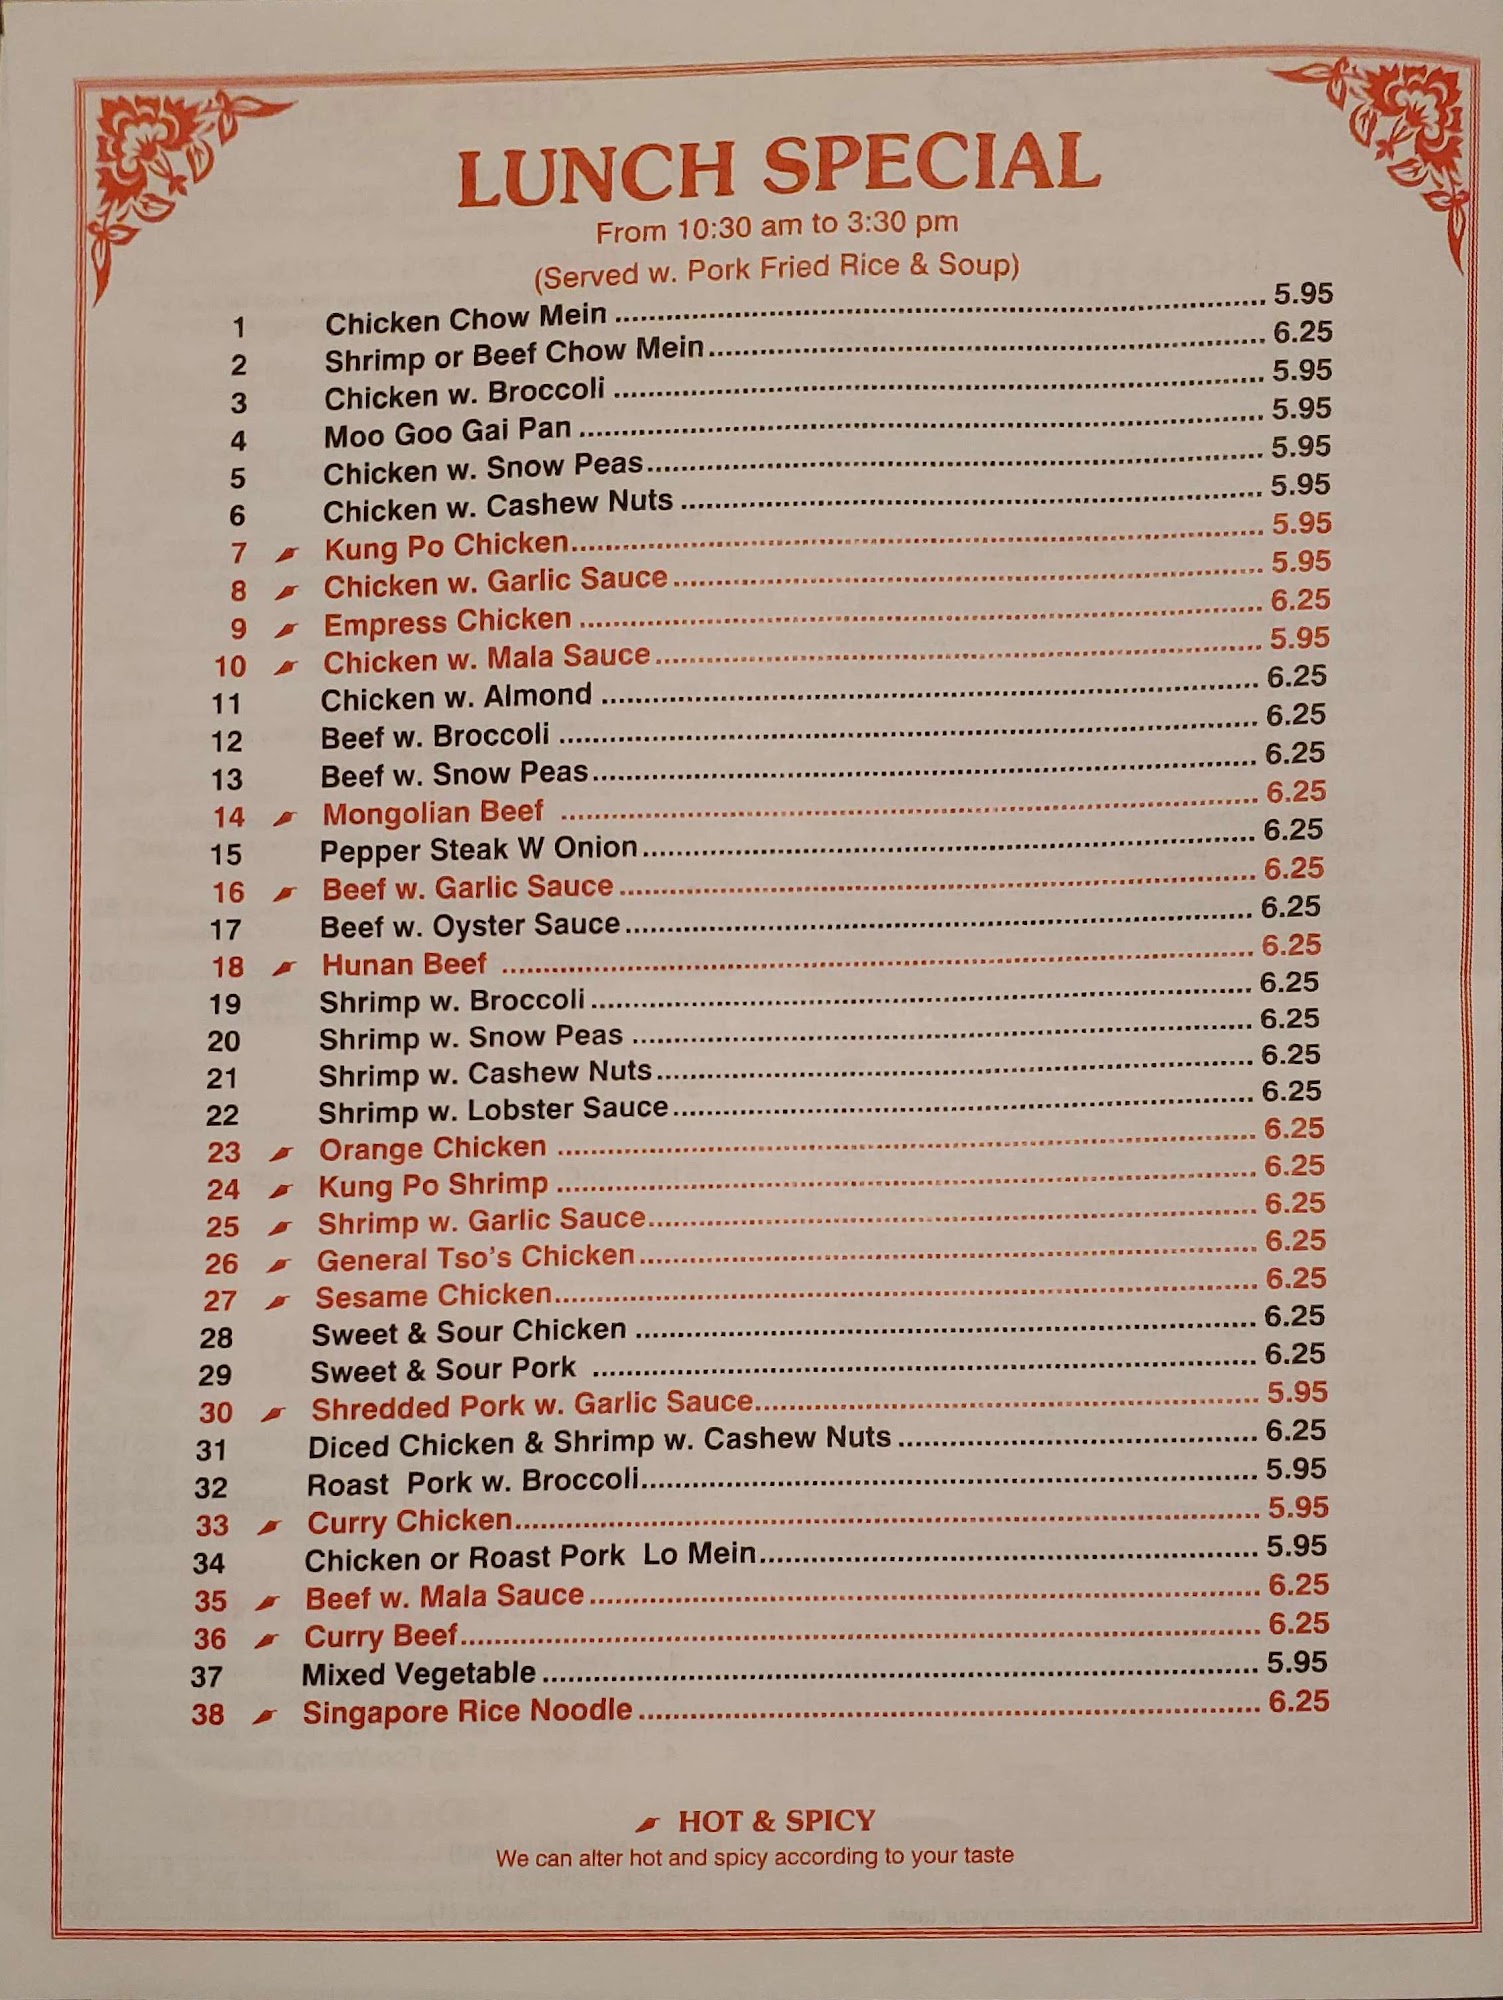 LUNCH SPECIAL
From 10:30 am to 3:30 pm
(Served w. Pork Fried Rice & Soup)
1 Chicken Chow Mein 5.95
2 Shrimp or Beef Chow Mein 6.25
3 Chicken w. Broccoli 5.95
4 Moo Goo Gai Pan 5.95
5 Chicken w. Snow Peas 5.95
6 Chicken w. Cashew Nuts 5.95
7 Kung Po Chicken 5.95
8 Chicken w. Garlic Sauce 5.95
9 Empress Chicken 6.25
10 Chicken w. Mala Sauce 5.95
11 Chicken w. Almond 6.25
12 Beef w. Broccoli 6.25
13 Beef w. Snow Peas 6.25
14 Mongolian Beef 6.25
15 Pepper Steak W Onion 6.25
16 Beef w. Garlic Sauce 6.25
17 Beef w. Oyster Sauce 6.25
18 Hunan Beef 6.25
19 Shrimp w. Broccoli 6.25
20 Shrimp w. Snow Peas 6.25
21 Shrimp w. Cashew Nuts 6.25
22 Shrimp w. Lobster Sauce 6.25
23 Orange Chicken 6.25
24 Kung Po Shrimp 6.25
25 Shrimp w. Garlic Sauce 6.25
26 General Tso's Chicken 6.25
27 Sesame Chicken 6.25
28 Sweet & Sour Chicken 6.25
29 Sweet & Sour Pork 6.25
30 Shredded Pork w. Garlic Sauce 5.95
31 Diced Chicken & Shrimp w. Cashew Nuts 6.25
32 Roast Pork w. Broccoli 5.95
33 Curry Chicken 5.95
34 Chicken or Roast Pork Lo Mein 5.95
35 Beef w. Mala Sauce 6.25
36 Curry Beef 6.25
37 Mixed Vegetable 5.95
38 Singapore Rice Noodle 6.25
HOT & SPICY
We can alter hot and spicy according to your taste